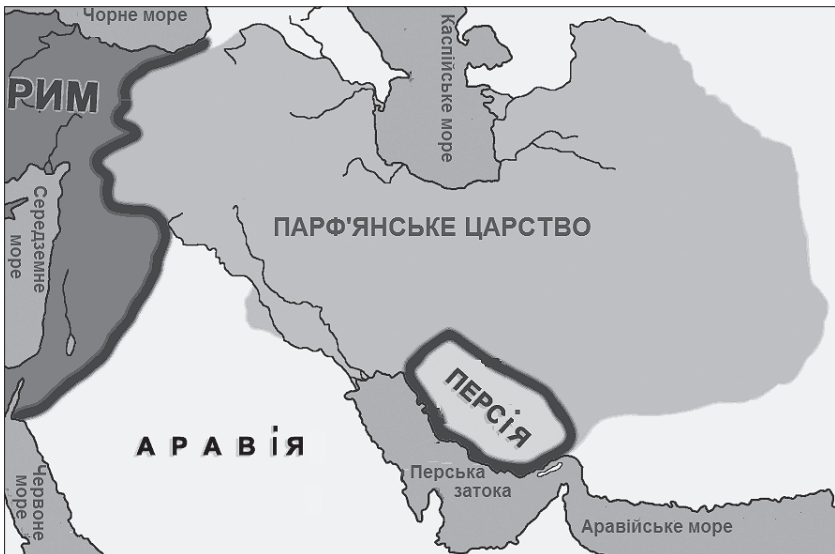 Чорне море
РИМ
Каспійське море
Середземне
море
ПАРФ'ЯНСЬКЕ ЦАРСТВО
ПЕРСІЯ
АРАВІЯ
Перська
затока
Червоне
море
Аравійське море